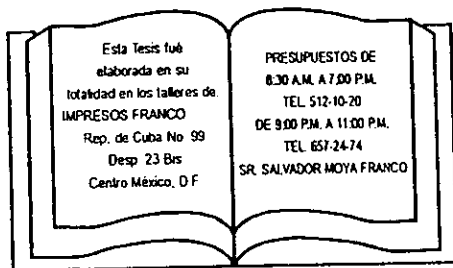 Esta Tesis fué
elaborada en su
totalidad en los talleres de
IMPRESOS FRANCO
Rep. de Cuba No 99
Desp 23 Bis
Centro México, D F
PRESUPUESTOS DE
8:30 A.M. A 7:00 P.M.
TEL. 512-10-20
DE 9:00 P.M. A 11:00 P.M.
TEL. 657-24-74
SR. SALVADOR MOYA FRANCO